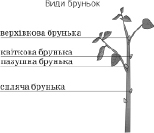 Види бруньок
верхівкова брунька
квіткова брунька
пазушна брунька
спляча брунька